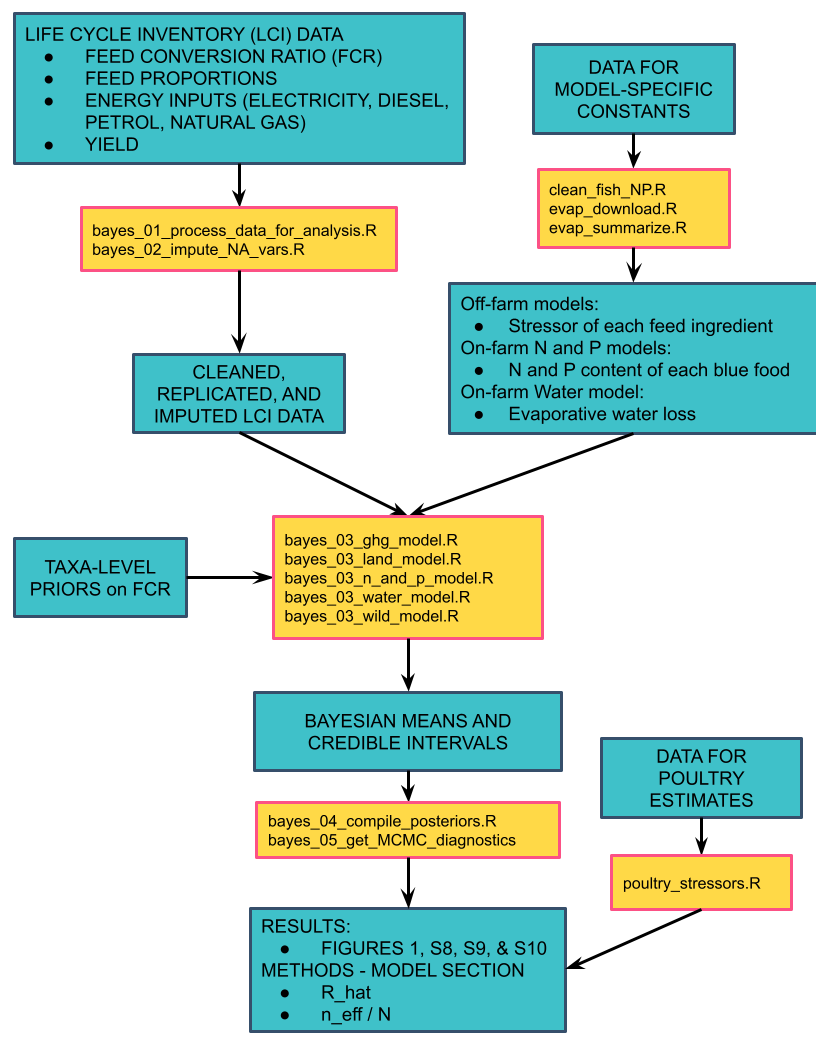 LIFE CYCLE INVENTORY (LCI) DATA
● FEED CONVERSION RATIO (FCR)
● FEED PROPORTIONS
● ENERGY INPUTS (ELECTRICITY, DIESEL,
PETROL, NATURAL GAS)
● YIELD
DATA FOR
MODEL-SPECIFIC
CONSTANTS
bayes_01_process_data_for_analysis.R
bayes_02_impute_NA_vars.R
clean_fish_NP.R
evap_download.R
evap_summarize.R
CLEANED,
REPLICATED, AND
IMPUTED LCI DATA
Off-farm models:
● Stressor of each feed ingredient
On-farm N and P models:
● N and P content of each blue food
On-farm Water model:
● Evaporative water loss
TAXA-LEVEL
PRIORS on FCR
bayes_03_ghg_model.R
bayes_03_land_model.R
bayes_03_n_and_p_model.R
bayes_03_water_model.R
bayes_03_wild_model.R
BAYESIAN MEANS AND
CREDIBLE INTERVALS
DATA FOR
POULTRY
ESTIMATES
bayes_04_compile_posteriors.R
bayes_05_get_MCMC_diagnostics
poultry_stressors.R
RESULTS:
● FIGURES 1, S8, S9, & S10
METHODS - MODEL SECTION
● R_hat
● n_eff / N